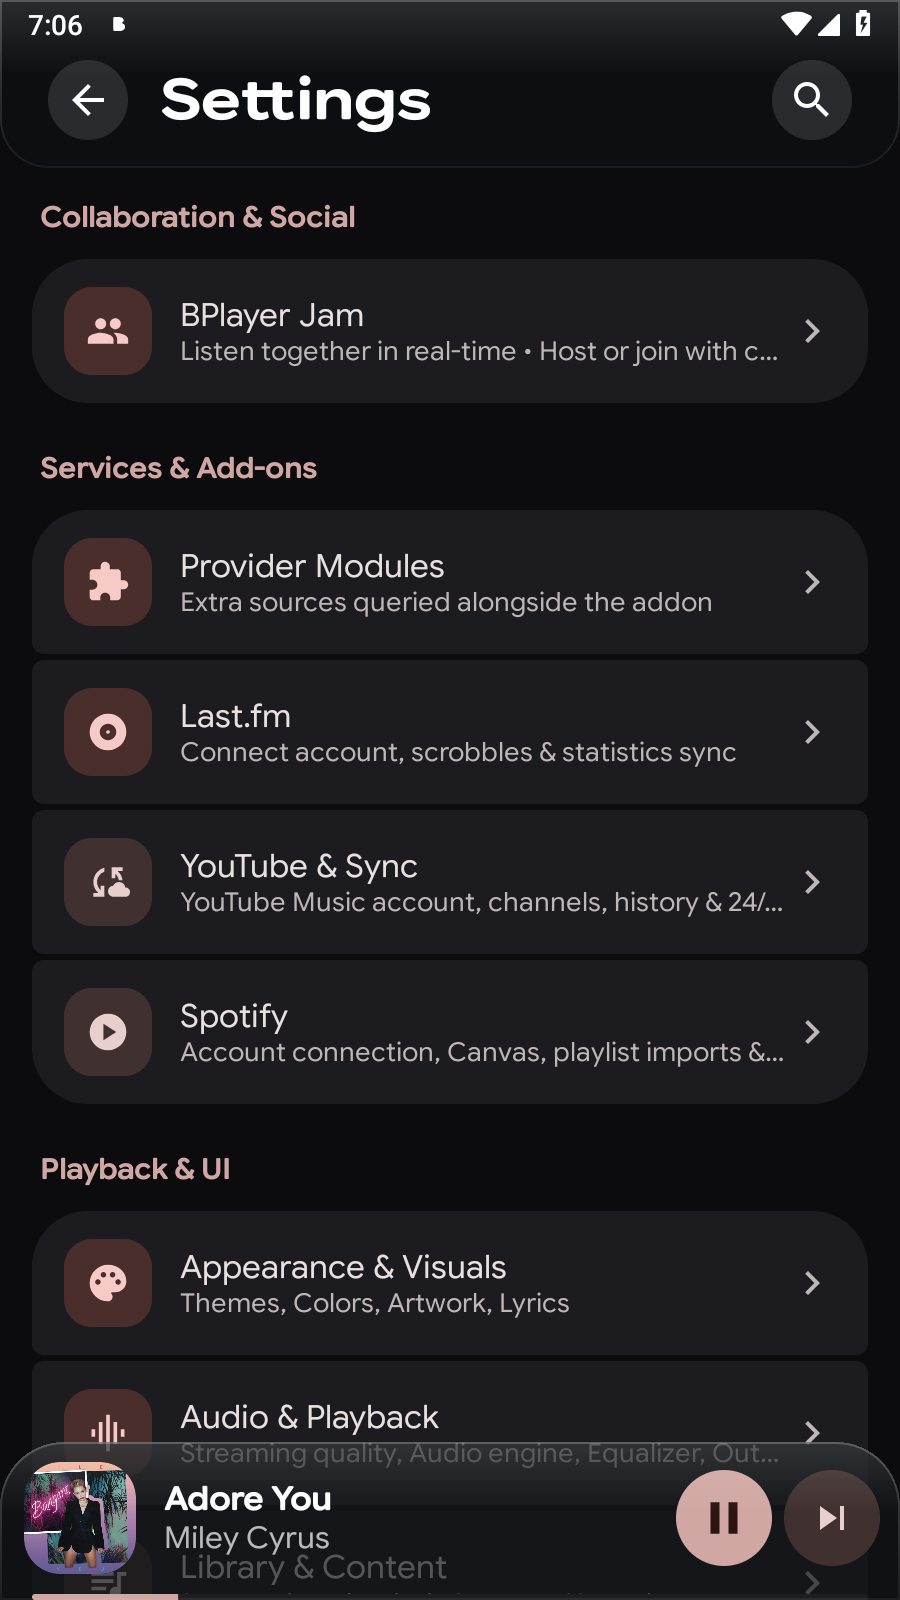 7:06
Settings
Collaboration & Social
BPlayer Jam
Listen together in real-time • Host or join with c...
Services & Add-ons
Provider Modules
Extra sources queried alongside the addon
Last.fm
Connect account, scrobbles & statistics sync
YouTube & Sync
YouTube Music account, channels, history & 24/...
Spotify
Account connection, Canvas, playlist imports &...
Playback & UI
Appearance & Visuals
Themes, Colors, Artwork, Lyrics
Audio & Playback
Streaming quality, Audio engine, Equalizer, Out...
Adore You
Miley Cyrus
Library & Content